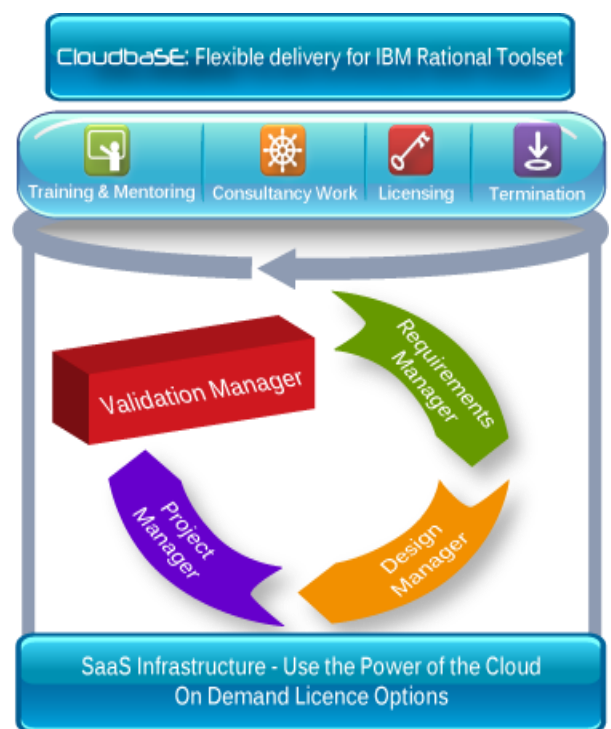 CloudbaSE: Flexible delivery for IBM Rational Toolset
Training & Mentoring
Consultancy Work
Licensing
Termination
Requirements
Manager
Validation Manager
Project
Manager
Design
Manager
SaaS Infrastructure - Use the Power of the Cloud
On Demand Licence Options